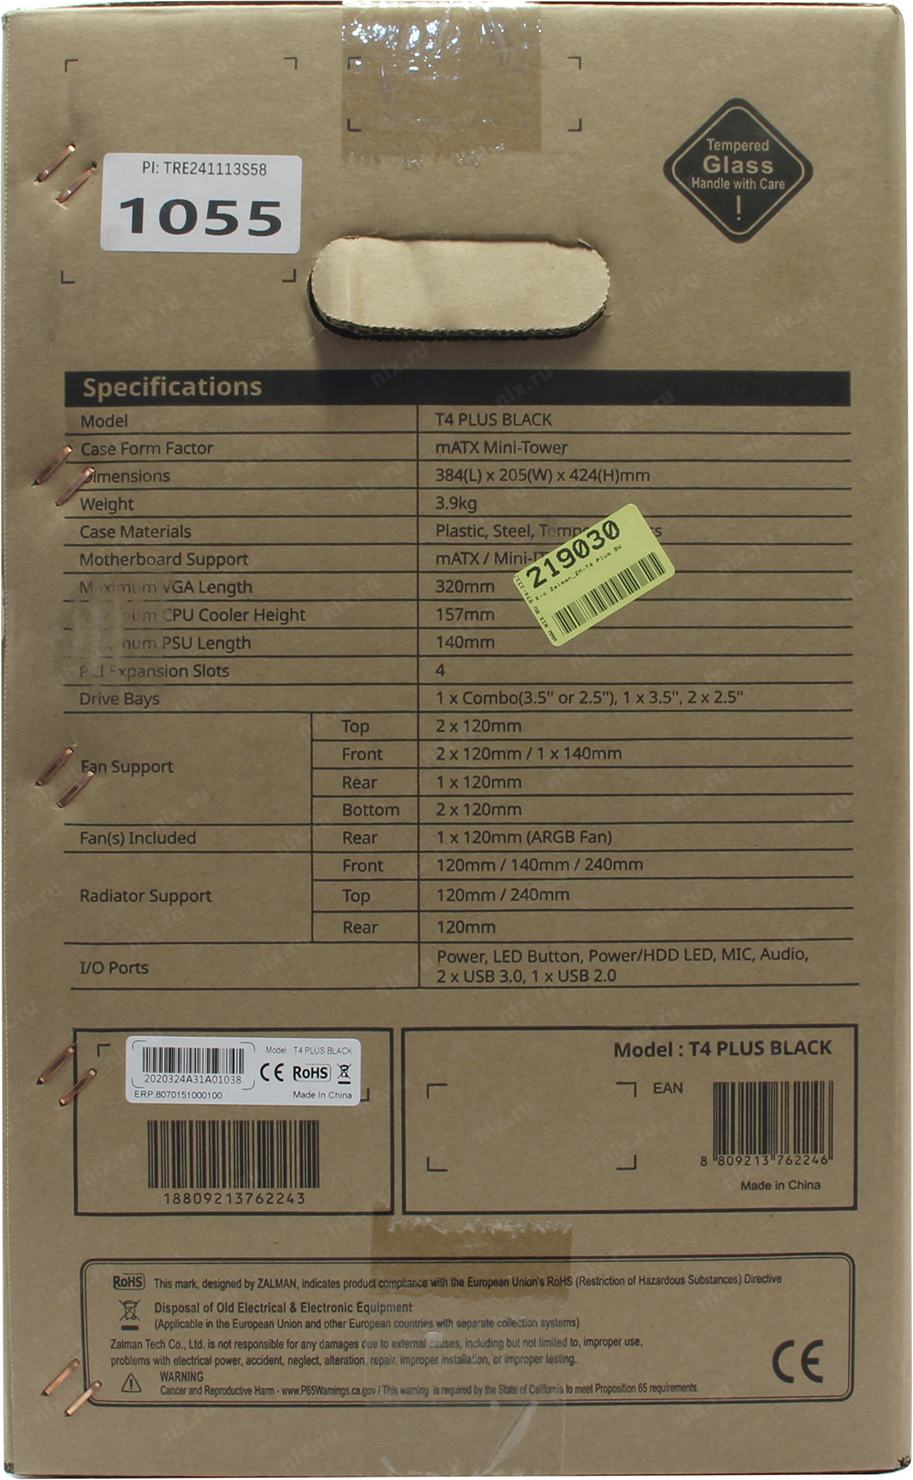 PI: TRE241113S58
1055
Tempered
Glass
Handle with Care
!
Specifications
Model T4 PLUS BLACK
Case Form Factor mATX Mini-Tower
Dimensions 384(L) x 205(W) x 424(H)mm
Weight 3.9kg
Case Materials Plastic, Steel,
Motherboard Support mATX /
219030
Maximum VGA Length 320mm
CPU Cooler Height 157mm
PSU Length 140mm
PCI Expansion Slots 4
Drive Bays 1 x Combo(3.5" or 2.5"), 1 x 3.5", 2 x 2.5"
Fan Support
Top 2 x 120mm
Front 2 x 120mm / 1 x 140mm
Rear 1 x 120mm
Bottom 2 x 120mm
Fan(s) Included Rear 1 x 120mm (ARGB Fan)
Radiator Support
Front 120mm / 140mm / 240mm
Top 120mm / 240mm
Rear 120mm
I/O Ports
Power, LED Button, Power/HDD LED, MIC, Audio,
2 x USB 3.0, 1 x USB 2.0
Model : T4 PLUS BLACK
2020324A31A01038
CE RoHS
ERP:8070151000100 Made In China
18809213762243
Model : T4 PLUS BLACK
EAN
8 809213 762246
Made in China
RoHS This mark, designed by ZALMAN, indicates product compliance with the European Union's RoHS (Restriction of Hazardous Substances) Directive
Disposal of Old Electrical & Electronic Equipment
(Applicable in the European Union and other European countries with separate collection systems)
Zalman Tech Co., Ltd. is not responsible for any damages due to external causes, including but not limited to, improper use,
problems with electrical power, accident, neglect, alteration, repair, improper installation, or improper testing.
CE
WARNING
Cancer and Reproductive Harm - www.P65Warnings.ca.gov / This warning is required by the State of California to meet Proposition 65 requirements.